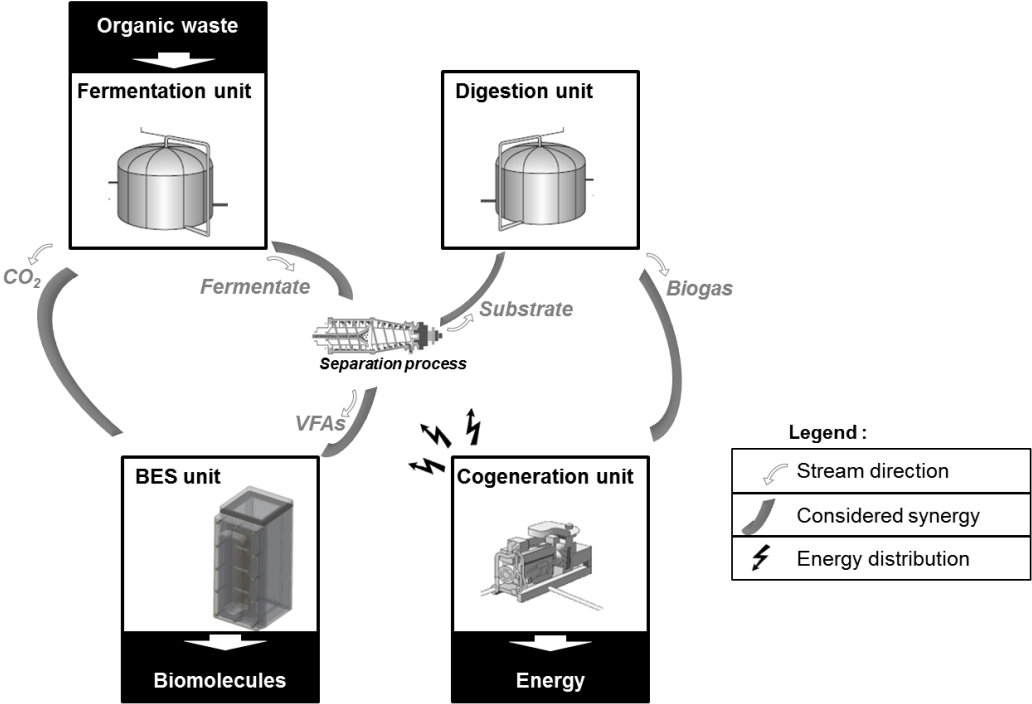 Organic waste
Fermentation unit
Digestion unit
CO2
Fermentate
Substrate
Biogas
Separation process
VFAs
BES unit
Cogeneration unit
Biomolecules
Energy
Legend :
Stream direction
Considered synergy
Energy distribution